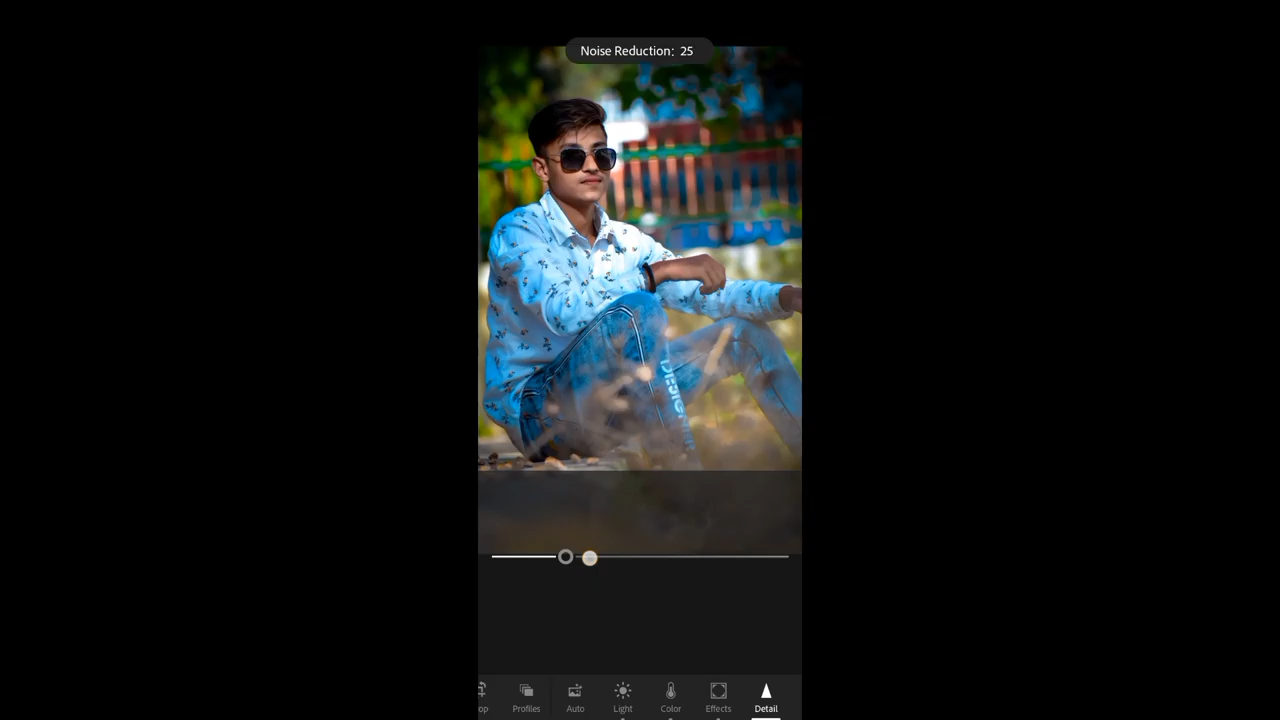 Noise Reduction: 25
op
Profiles
Auto
Light
Color
Effects
Detail